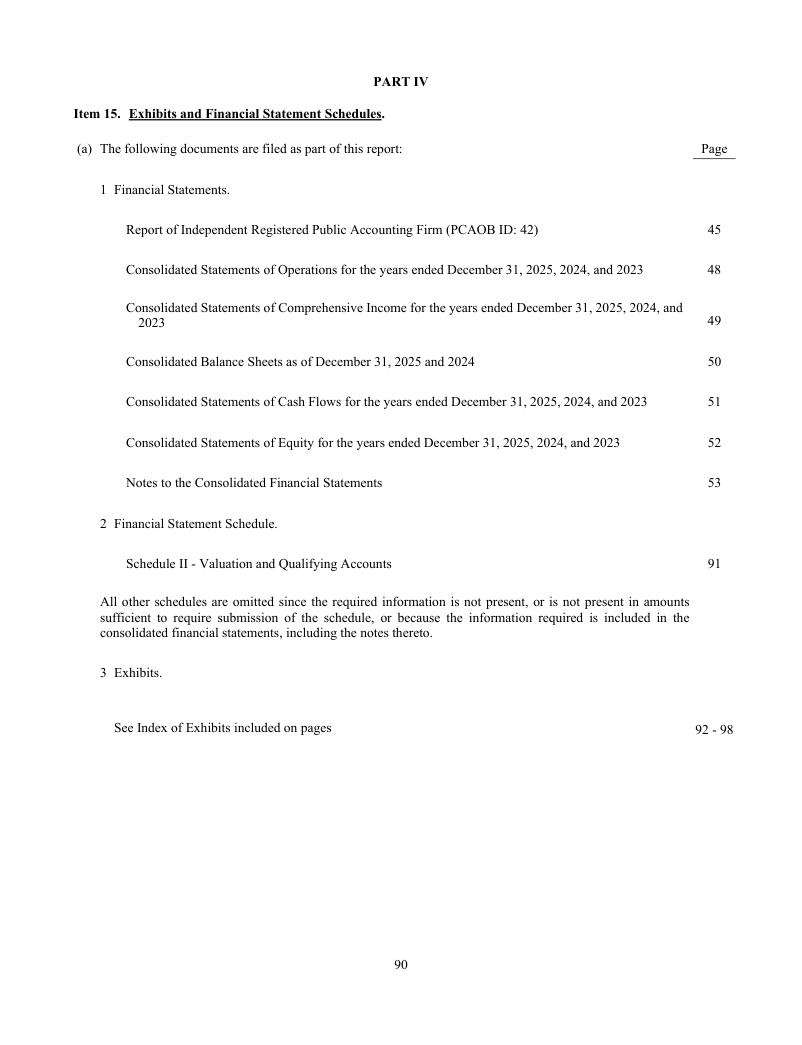 PART IV
Item 15. Exhibits and Financial Statement Schedules.
(a) The following documents are filed as part of this report: Page
1 Financial Statements.
Report of Independent Registered Public Accounting Firm (PCAOB ID: 42) 45
Consolidated Statements of Operations for the years ended December 31, 2025, 2024, and 2023 48
Consolidated Statements of Comprehensive Income for the years ended December 31, 2025, 2024, and
2023 49
Consolidated Balance Sheets as of December 31, 2025 and 2024 50
Consolidated Statements of Cash Flows for the years ended December 31, 2025, 2024, and 2023 51
Consolidated Statements of Equity for the years ended December 31, 2025, 2024, and 2023 52
Notes to the Consolidated Financial Statements 53
2 Financial Statement Schedule.
Schedule II - Valuation and Qualifying Accounts 91
All other schedules are omitted since the required information is not present, or is not present in amounts
sufficient to require submission of the schedule, or because the information required is included in the
consolidated financial statements, including the notes thereto.
3 Exhibits.
See Index of Exhibits included on pages 92 - 98
90